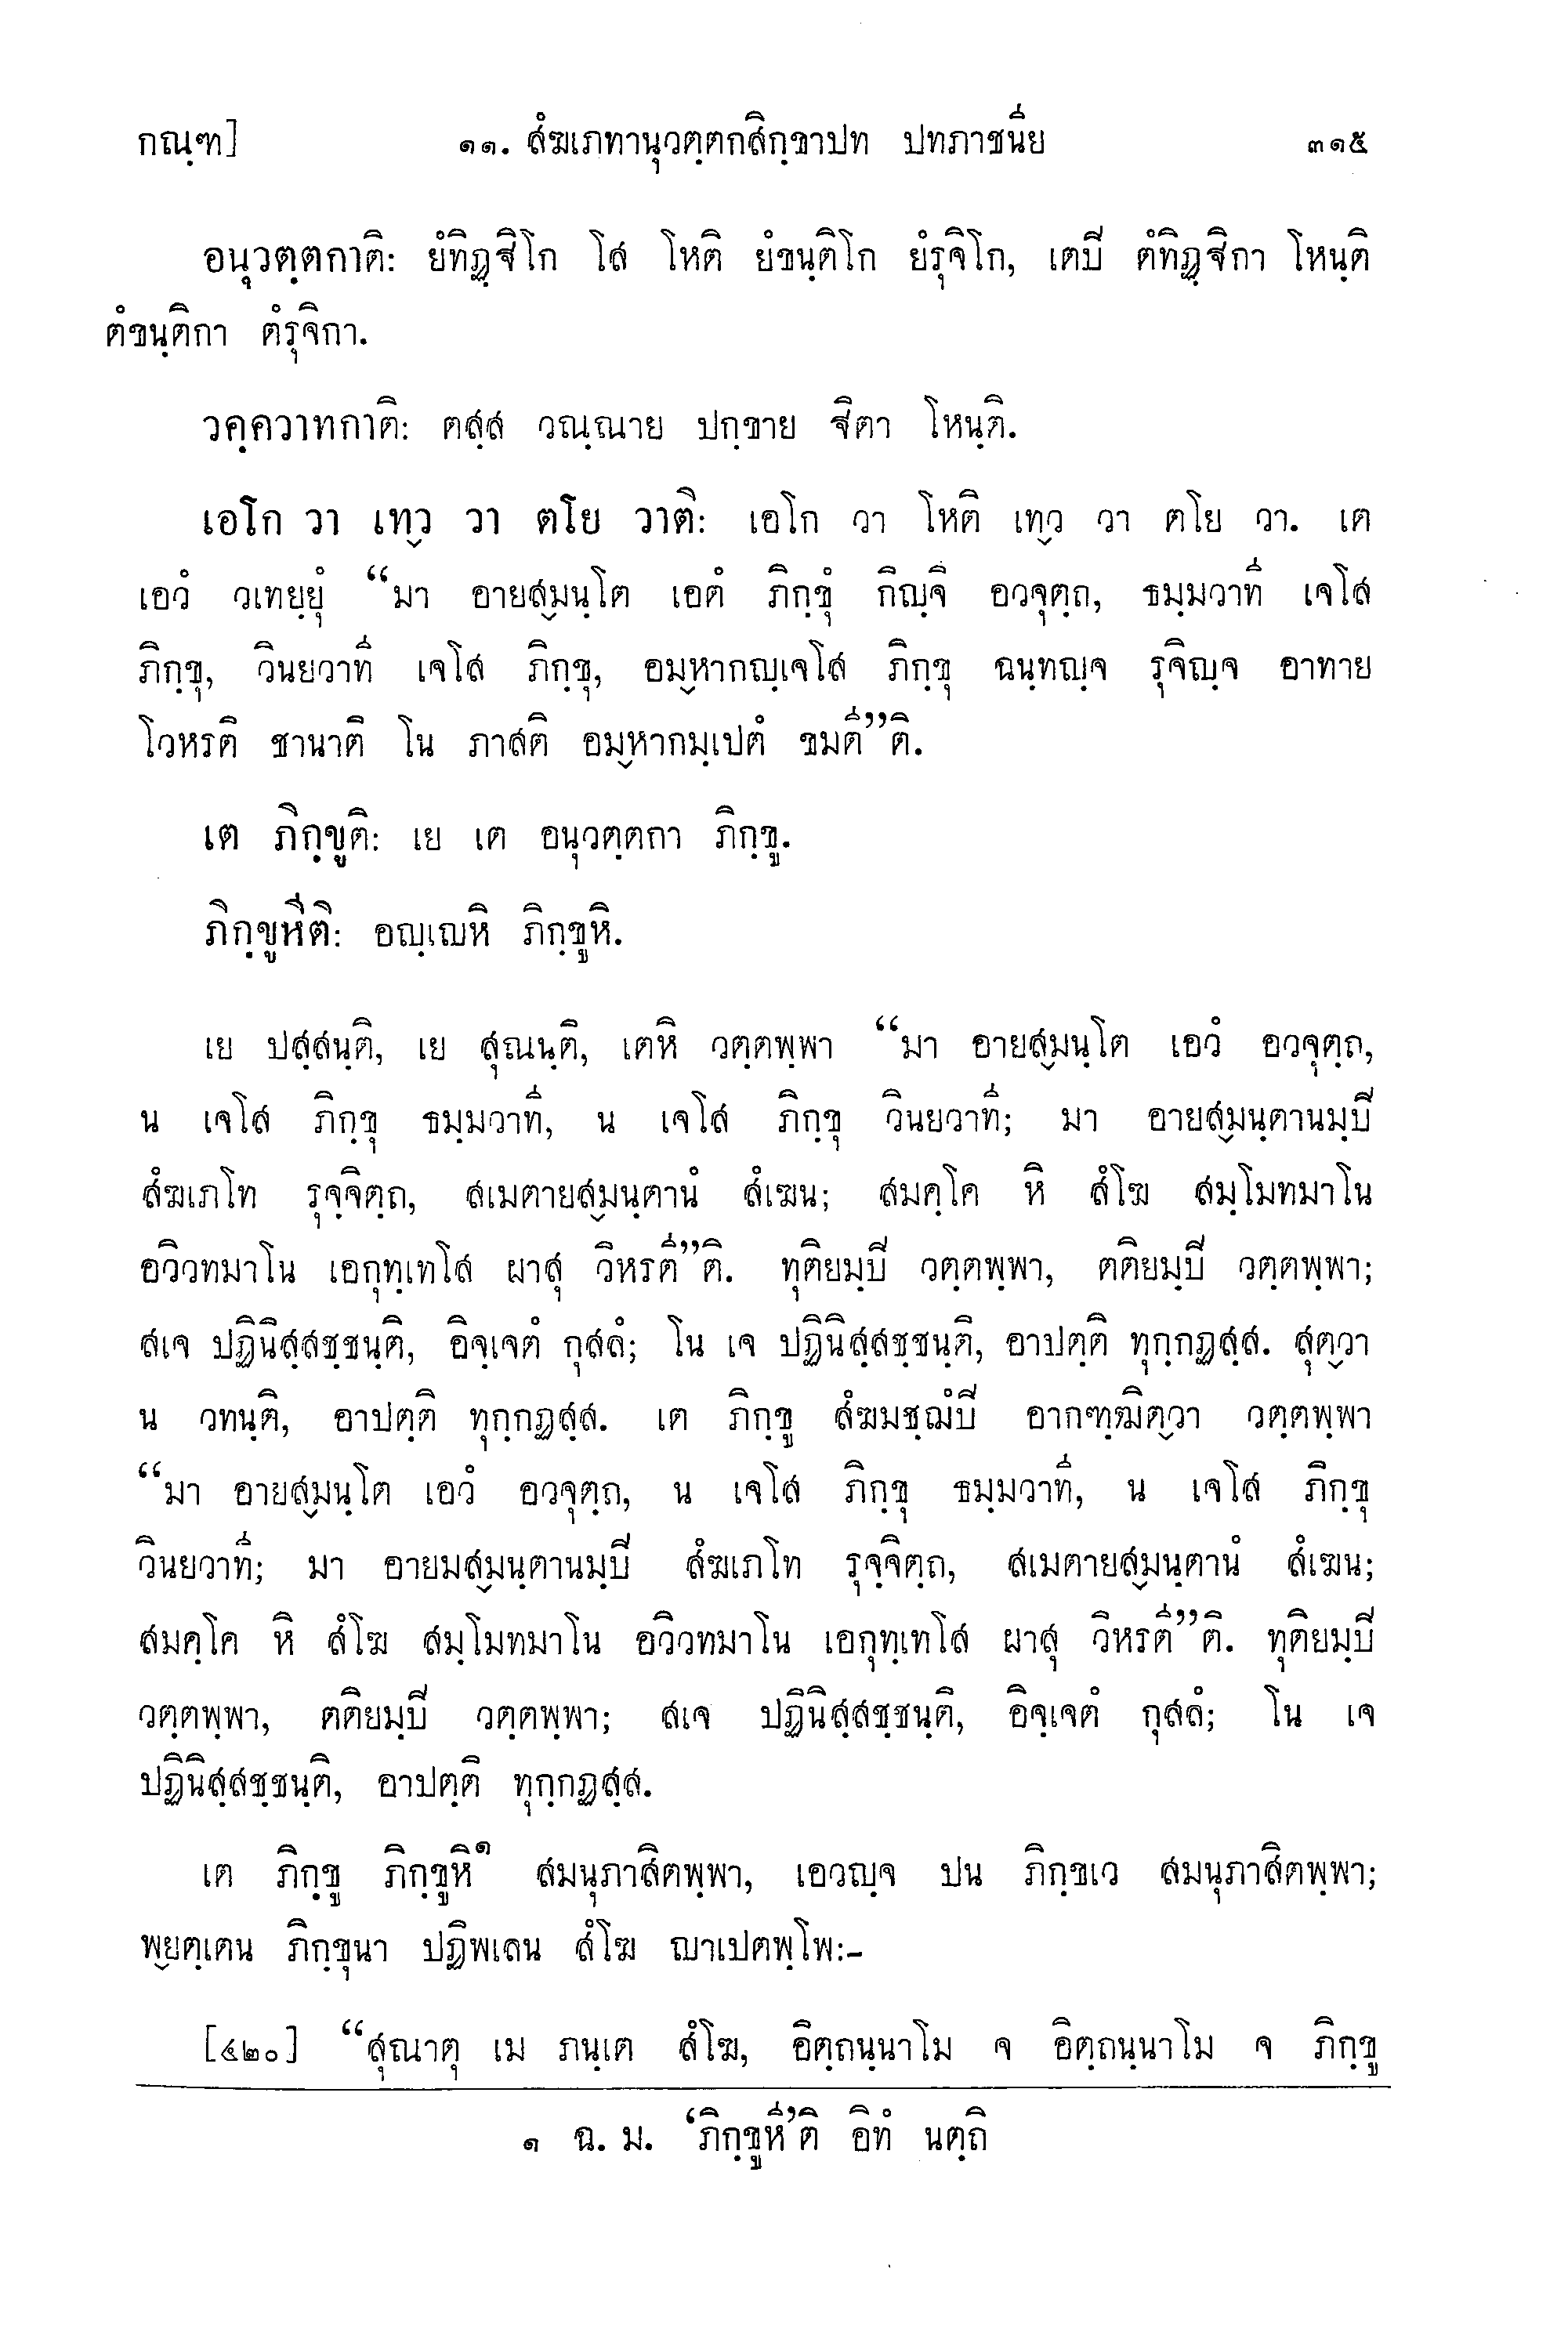 กณฺฑ] ๑๑. สํฆเภทานุวตฺตกสิกฺขาปท ปทภาชนีย ๓๑๕
อนุวตฺตกาติ: ยํทิฏฺฐิโก โส โหติ ยํขนฺติโก ยํรุจิโก, เตปิ ตํทิฏฺฐิกา โหนฺติ
ตํขนฺติกา ตํรุจิกา.
วคฺควาทกาติ: ตสฺส วณฺณาย ปกฺขาย ฐิตา โหนฺติ.
เอโก วา เทฺว วา ตโย วาติ: เอโก วา โหติ เทฺว วา ตโย วา. เต
เอวํ วเทยฺยุํ “มา อายสฺมนฺโต เอตํ ภิกฺขุํ กิญฺจิ อวจุตฺถ, ธมฺมวาที เจโส
ภิกฺขุ, วินยวาที เจโส ภิกฺขุ, อมฺหากญฺเจโส ภิกฺขุ ฉนฺทญฺจ รุจิญฺจ อาทาย
โวหรติ ชานาติ โน ภาสติ อมฺหากมฺเปตํ ขมตี”ติ.
เต ภิกฺขูติ: เย เต อนุวตฺตกา ภิกฺขู.
ภิกฺขูหีติ: อญฺเญหิ ภิกฺขูหิ.
เย ปสฺสนฺติ, เย สุณนฺติ, เตหิ วตฺตพฺพา “มา อายสฺมนฺโต เอวํ อวจุตฺถ,
น เจโส ภิกฺขุ ธมฺมวาที, น เจโส ภิกฺขุ วินยวาที; มา อายสฺมนฺตานมฺปิ
สํฆเภโท รุจฺจิตฺถ, สเมตายสฺมนฺตานํ สํเฆน; สมคฺโค หิ สํโฆ สมฺโมทมาโน
อวิวทมาโน เอกุทฺเทโส ผาสุ วิหรตี”ติ. ทุติยมฺปิ วตฺตพฺพา, ตติยมฺปิ วตฺตพฺพา;
สเจ ปฏินิสฺสชฺชนฺติ, อิจฺเจตํ กุสลํ; โน เจ ปฏินิสฺสชฺชนฺติ, อาปตฺติ ทุกฺกฏสฺส. สุตฺวา
น วทนฺติ, อาปตฺติ ทุกฺกฏสฺส. เต ภิกฺขู สํฆมชฺฌํปิ อากฑฺฒิตฺวา วตฺตพฺพา
“มา อายสฺมนฺโต เอวํ อวจุตฺถ, น เจโส ภิกฺขุ ธมฺมวาที, น เจโส ภิกฺขุ
วินยวาที; มา อายมสฺมนฺตานมฺปิ สํฆเภโท รุจฺจิตฺถ, สเมตายสฺมนฺตานํ สํเฆน;
สมคฺโค หิ สํโฆ สมฺโมทมาโน อวิวทมาโน เอกุทฺเทโส ผาสุ วิหรตี”ติ. ทุติยมฺปิ
วตฺตพฺพา, ตติยมฺปิ วตฺตพฺพา; สเจ ปฏินิสฺสชฺชนฺติ, อิจฺเจตํ กุสลํ; โน เจ
ปฏินิสฺสชฺชนฺติ, อาปตฺติ ทุกฺกฏสฺส.
เต ภิกฺขู ภิกฺขูหิ๑ สมนุภาสิตพฺพา, เอวญฺจ ปน ภิกฺขเว สมนุภาสิตพฺพา;
พฺยตฺเตน ภิกฺขุนา ปฏิพเลน สํโฆ ญาเปตพฺโพ:–
[๔๒๐] “สุณาตุ เม ภนฺเต สํโฆ, อิตฺถนฺนาโม จ อิตฺถนฺนาโม จ ภิกฺขู
๑ ฉ. ม. ‘ภิกฺขูหี’ติ อิทํ นตฺถิ